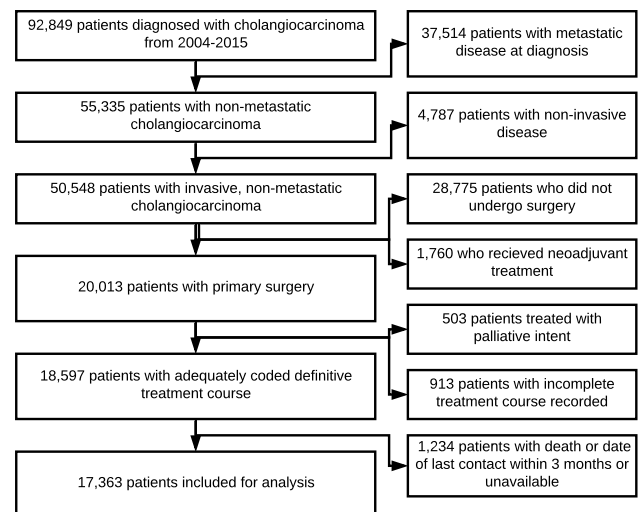 92,849 patients diagnosed with cholangiocarcinoma
from 2004-2015
37,514 patients with metastatic
disease at diagnosis
55,335 patients with non-metastatic
cholangiocarcinoma
4,787 patients with non-invasive
disease
50,548 patients with invasive, non-metastatic
cholangiocarcinoma
28,775 patients who did not
undergo surgery
1,760 who recieved neoadjuvant
treatment
20,013 patients with primary surgery
503 patients treated with
palliative intent
18,597 patients with adequately coded definitive
treatment course
913 patients with incomplete
treatment course recorded
1,234 patients with death or date
of last contact within 3 months or
unavailable
17,363 patients included for analysis